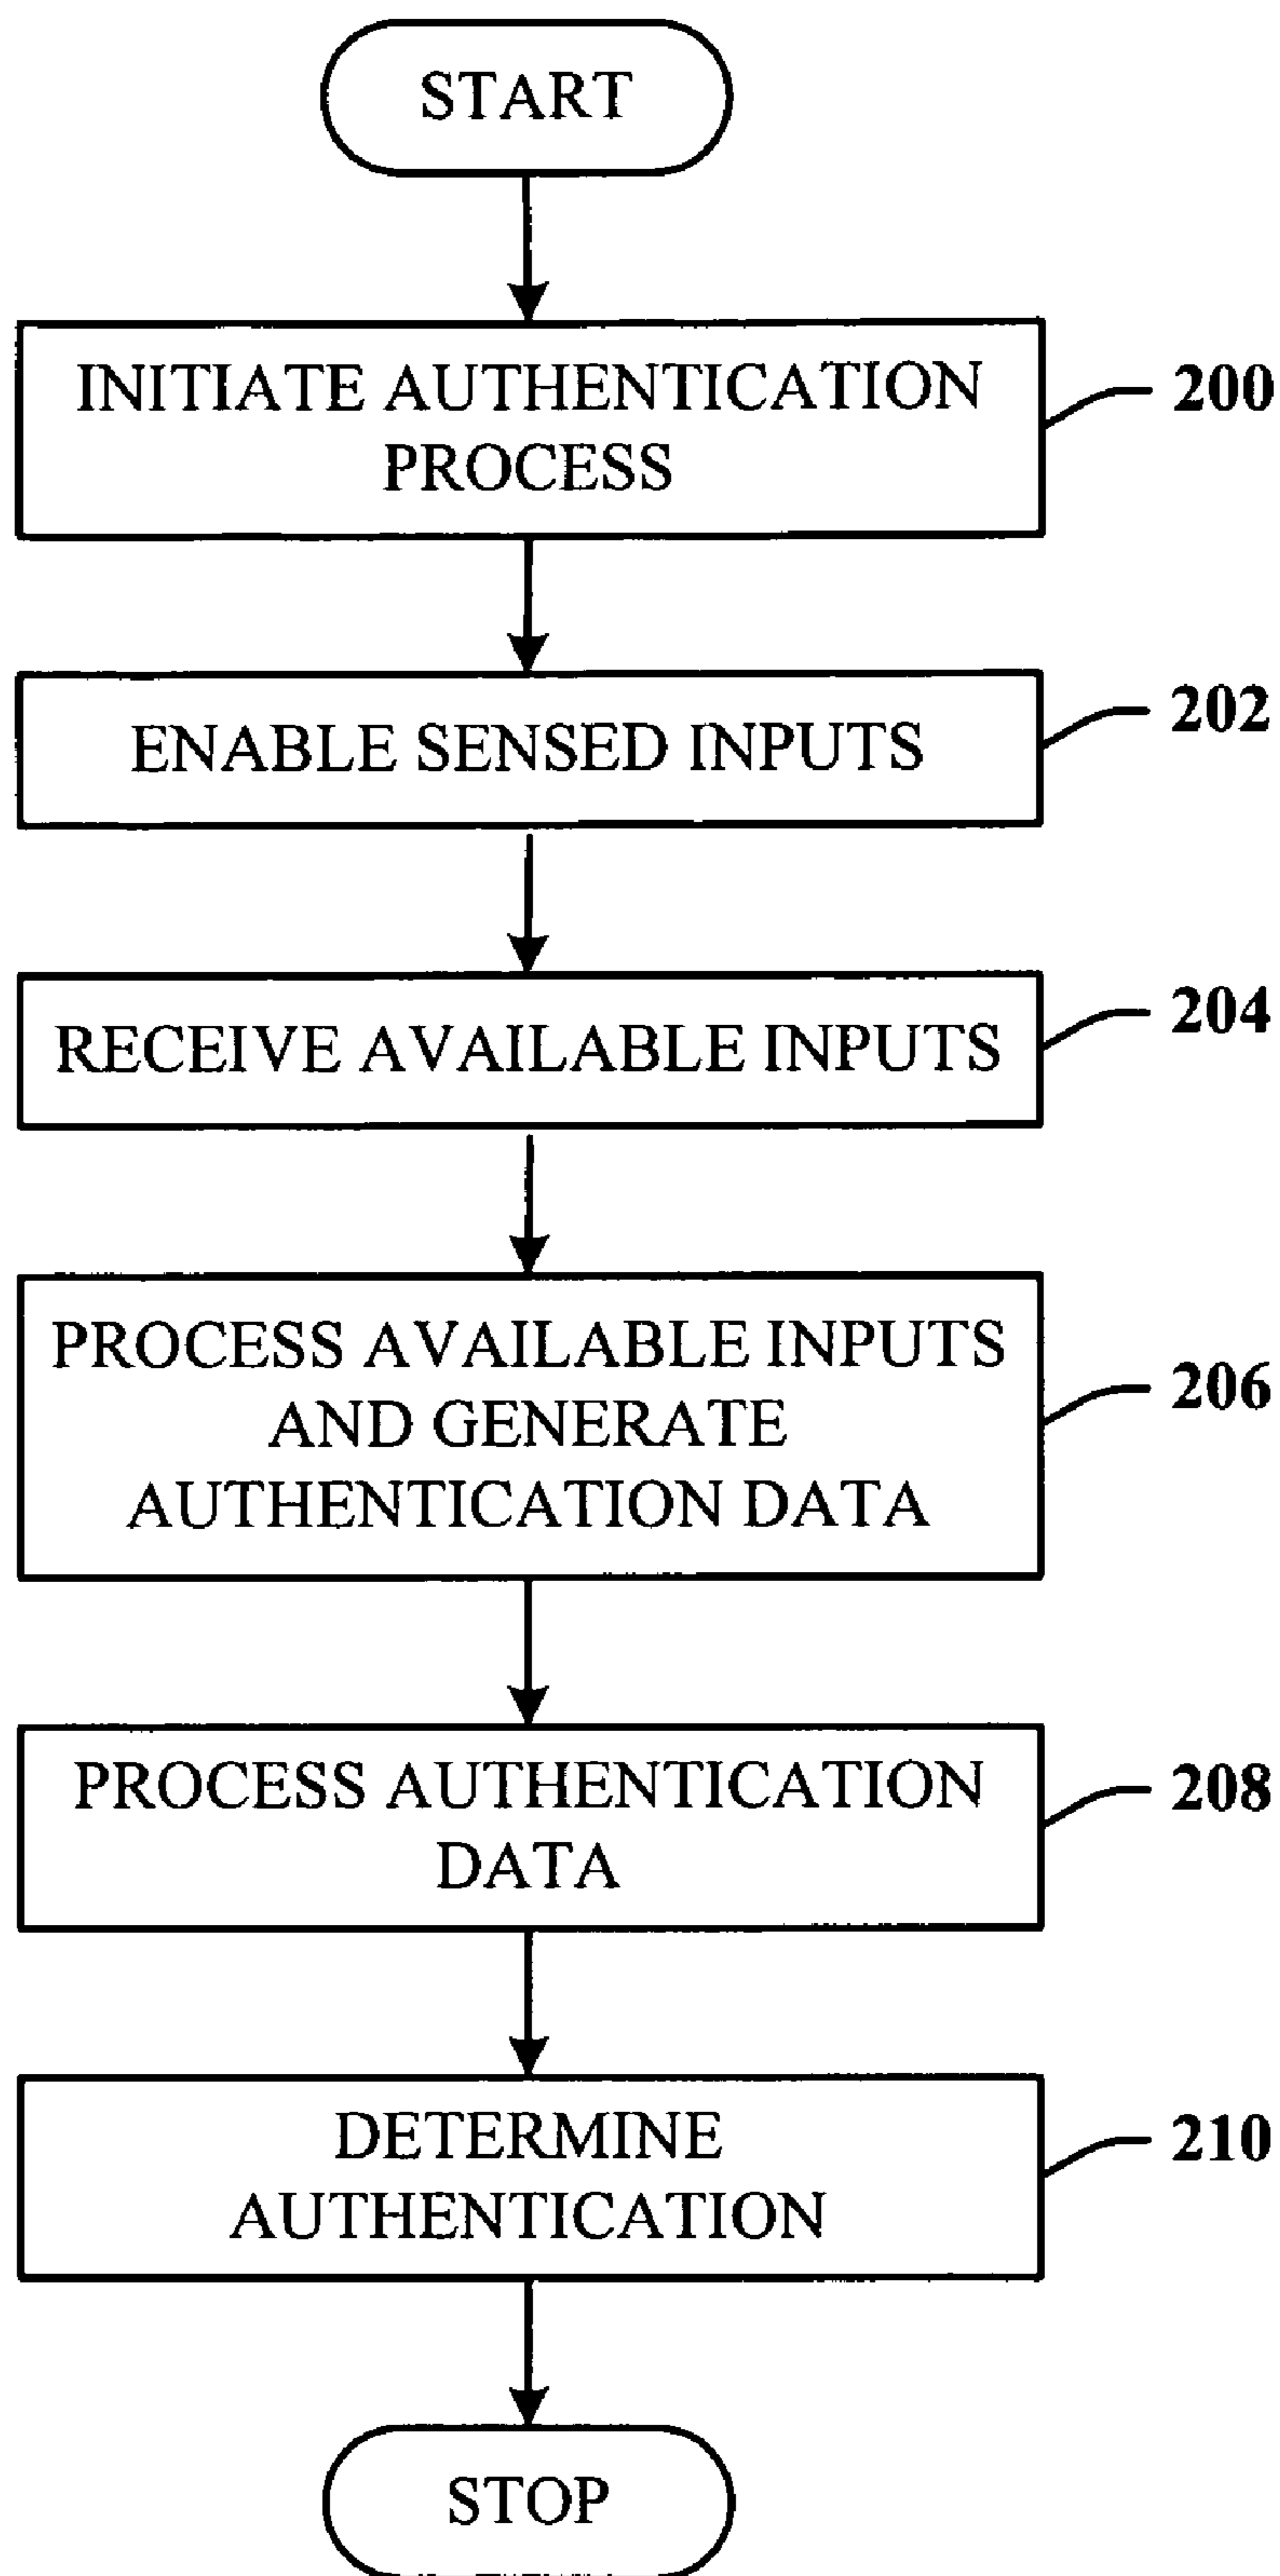 START
INITIATE AUTHENTICATION
PROCESS
200
ENABLE SENSED INPUTS
202
RECEIVE AVAILABLE INPUTS
204
PROCESS AVAILABLE INPUTS
AND GENERATE
AUTHENTICATION DATA
206
PROCESS AUTHENTICATION
DATA
208
DETERMINE
AUTHENTICATION
210
STOP